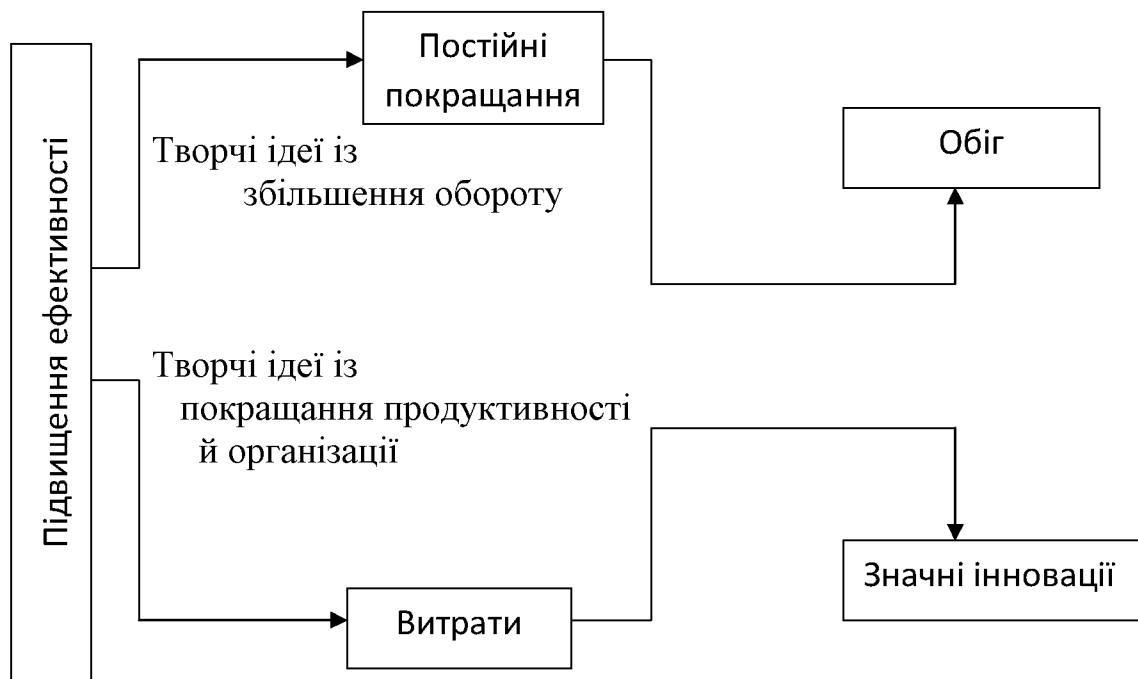 Підвищення ефективності
Постійні
покращання
Творчі ідеї із
збільшення обороту
Обіг
Творчі ідеї із
покращання продуктивності
й організації
Витрати
Значні інновації